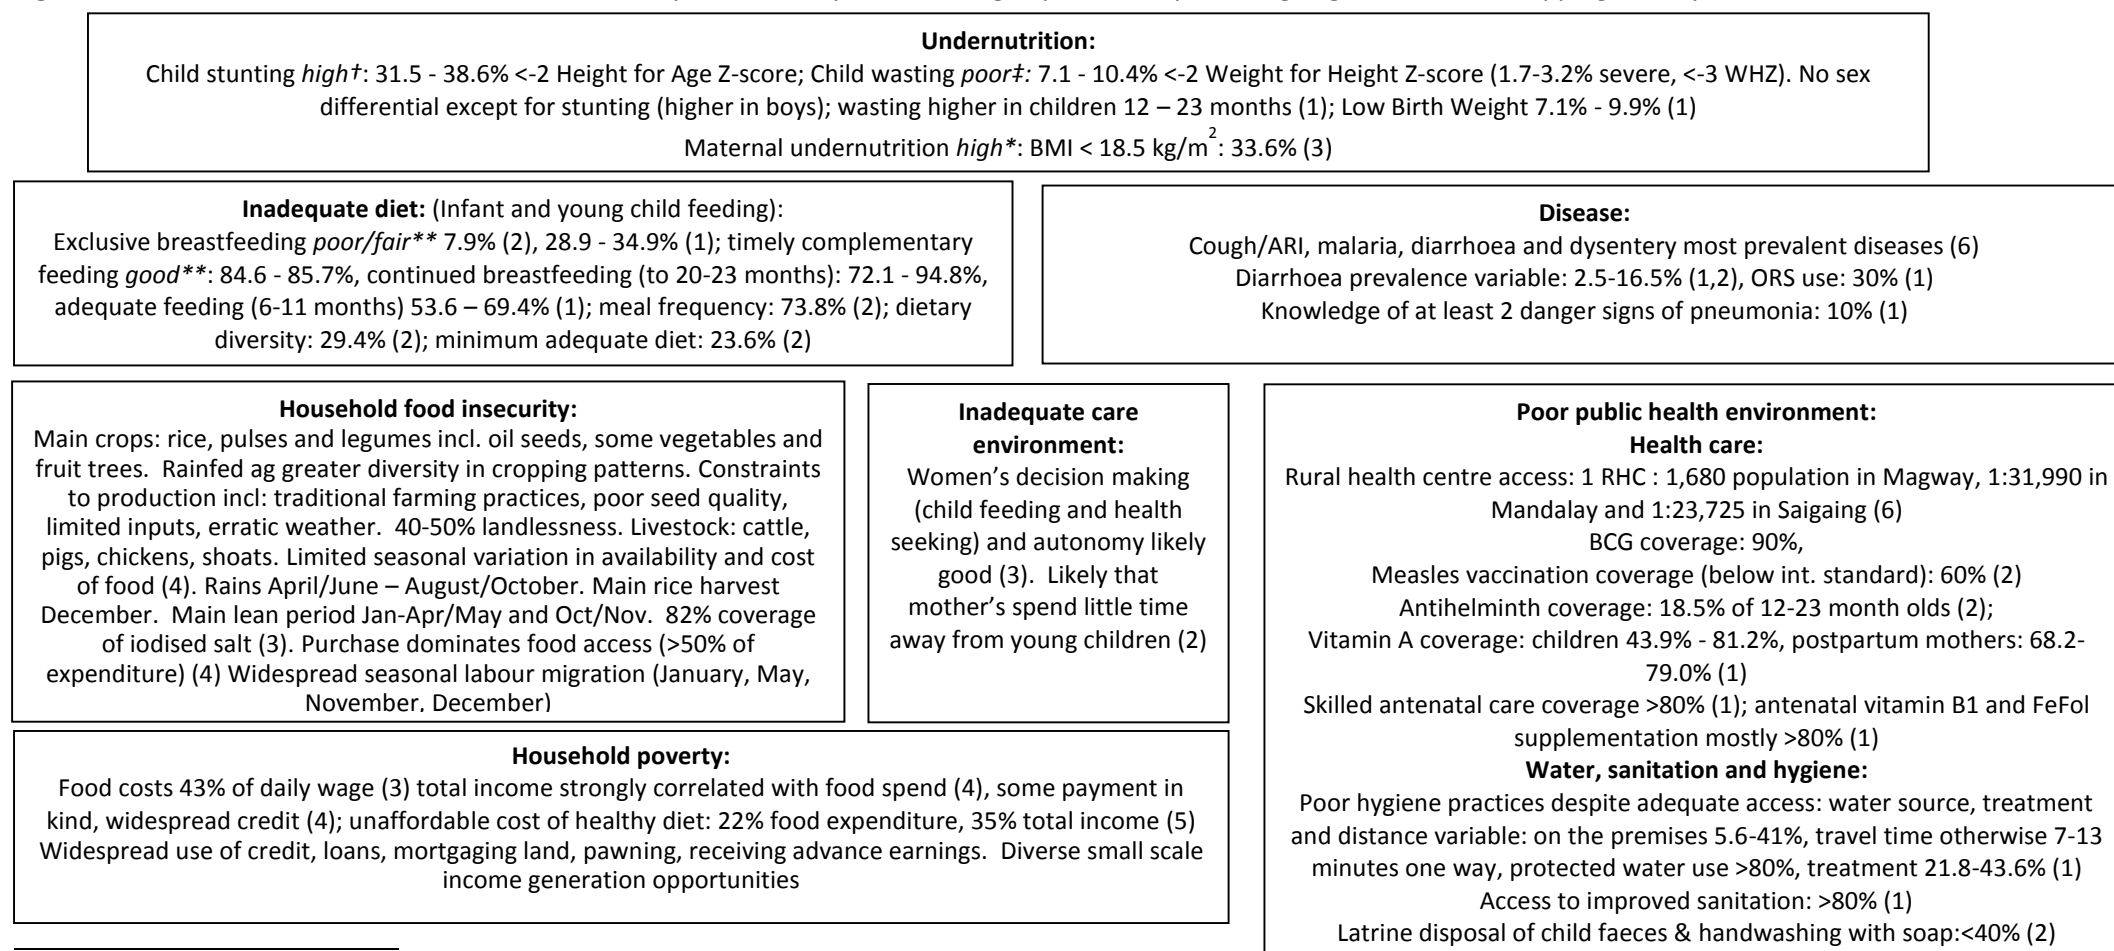 Undernutrition:
Child stunting high†: 31.5 - 38.6% <-2 Height for Age Z-score; Child wasting poor‡: 7.1 - 10.4% <-2 Weight for Height Z-score (1.7-3.2% severe, <-3 WHZ). No sex
differential except for stunting (higher in boys); wasting higher in children 12 – 23 months (1); Low Birth Weight 7.1% - 9.9% (1)
Maternal undernutrition high*: BMI < 18.5 kg/m2: 33.6% (3)
Inadequate diet: (Infant and young child feeding):
Exclusive breastfeeding poor/fair** 7.9% (2), 28.9 - 34.9% (1); timely complementary
feeding good**: 84.6 - 85.7%, continued breastfeeding (to 20-23 months): 72.1 - 94.8%,
adequate feeding (6-11 months) 53.6 – 69.4% (1); meal frequency: 73.8% (2); dietary
diversity: 29.4% (2); minimum adequate diet: 23.6% (2)
Disease:
Cough/ARI, malaria, diarrhoea and dysentery most prevalent diseases (6)
Diarrhoea prevalence variable: 2.5-16.5% (1,2), ORS use: 30% (1)
Knowledge of at least 2 danger signs of pneumonia: 10% (1)
Household food insecurity:
Main crops: rice, pulses and legumes incl. oil seeds, some vegetables and
fruit trees. Rainfed ag greater diversity in cropping patterns. Constraints
to production incl: traditional farming practices, poor seed quality,
limited inputs, erratic weather. 40-50% landlessness. Livestock: cattle,
pigs, chickens, shoats. Limited seasonal variation in availability and cost
of food (4). Rains April/June – August/October. Main rice harvest
December. Main lean period Jan-Apr/May and Oct/Nov. 82% coverage
of iodised salt (3). Purchase dominates food access (>50% of
expenditure) (4) Widespread seasonal labour migration (January, May,
November, December)
Inadequate care
environment:
Women’s decision making
(child feeding and health
seeking) and autonomy likely
good (3). Likely that
mother’s spend little time
away from young children (2)
Poor public health environment:
Health care:
Rural health centre access: 1 RHC : 1,680 population in Magway, 1:31,990 in
Mandalay and 1:23,725 in Saigaing (6)
BCG coverage: 90%,
Measles vaccination coverage (below int. standard): 60% (2)
Antihelminth coverage: 18.5% of 12-23 month olds (2);
Vitamin A coverage: children 43.9% - 81.2%, postpartum mothers: 68.2-
79.0% (1)
Skilled antenatal care coverage >80% (1); antenatal vitamin B1 and FeFol
supplementation mostly >80% (1)
Water, sanitation and hygiene:
Poor hygiene practices despite adequate access: water source, treatment
and distance variable: on the premises 5.6-41%, travel time otherwise 7-13
minutes one way, protected water use >80%, treatment 21.8-43.6% (1)
Access to improved sanitation: >80% (1)
Latrine disposal of child faeces & handwashing with soap:<40% (2)
Household poverty:
Food costs 43% of daily wage (3) total income strongly correlated with food spend (4), some payment in
kind, widespread credit (4); unaffordable cost of healthy diet: 22% food expenditure, 35% total income (5)
Widespread use of credit, loans, mortgaging land, pawning, receiving advance earnings. Diverse small scale
income generation opportunities